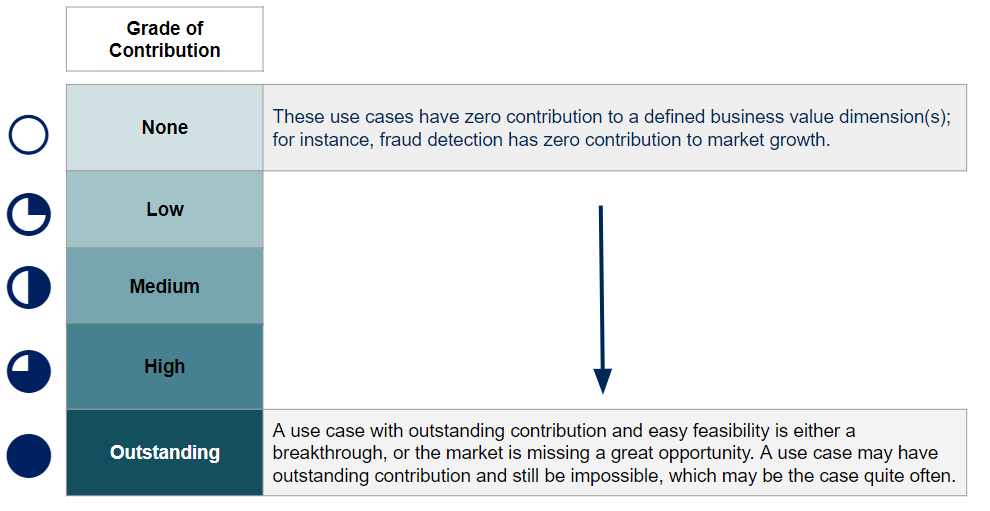 Grade of
Contribution
None
These use cases have zero contribution to a defined business value dimension(s);
for instance, fraud detection has zero contribution to market growth.
Low
Medium
High
Outstanding
A use case with outstanding contribution and easy feasibility is either a
breakthrough, or the market is missing a great opportunity. A use case may have
outstanding contribution and still be impossible, which may be the case quite often.